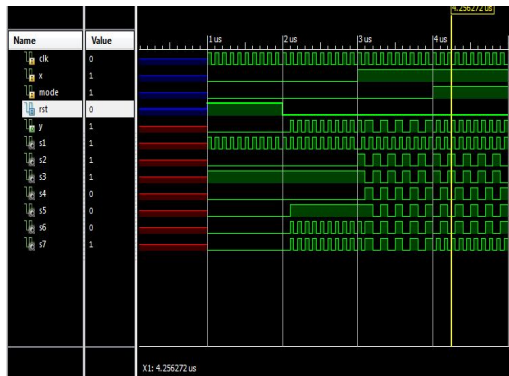 4.256272 us
Name Value 1 us 2 us 3 us 4 us
clk 0
x 1
mode 1
rst 0
y 1
s1 1
s2 1
s3 1
s4 0
s5 0
s6 0
s7 1
X1: 4.256272 us